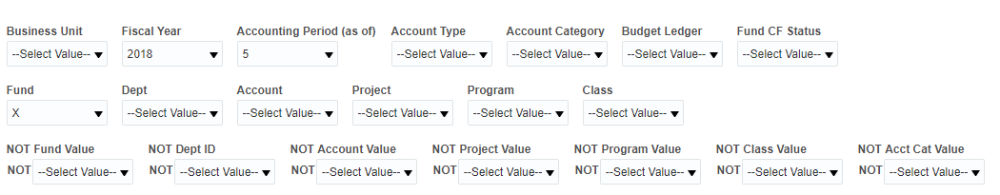 Business Unit Fiscal Year Accounting Period (as of) Account Type Account Category Budget Ledger Fund CF Status
--Select Value-- 2018 5 --Select Value-- --Select Value-- --Select Value-- --Select Value--
Fund Dept Account Project Program Class
X --Select Value-- --Select Value-- --Select Value-- --Select Value-- --Select Value--
NOT Fund Value NOT Dept ID NOT Account Value NOT Project Value NOT Program Value NOT Class Value NOT Acct Cat Value
NOT --Select Value-- NOT --Select Value-- NOT --Select Value-- NOT --Select Value-- NOT --Select Value-- NOT --Select Value-- NOT --Select Value--